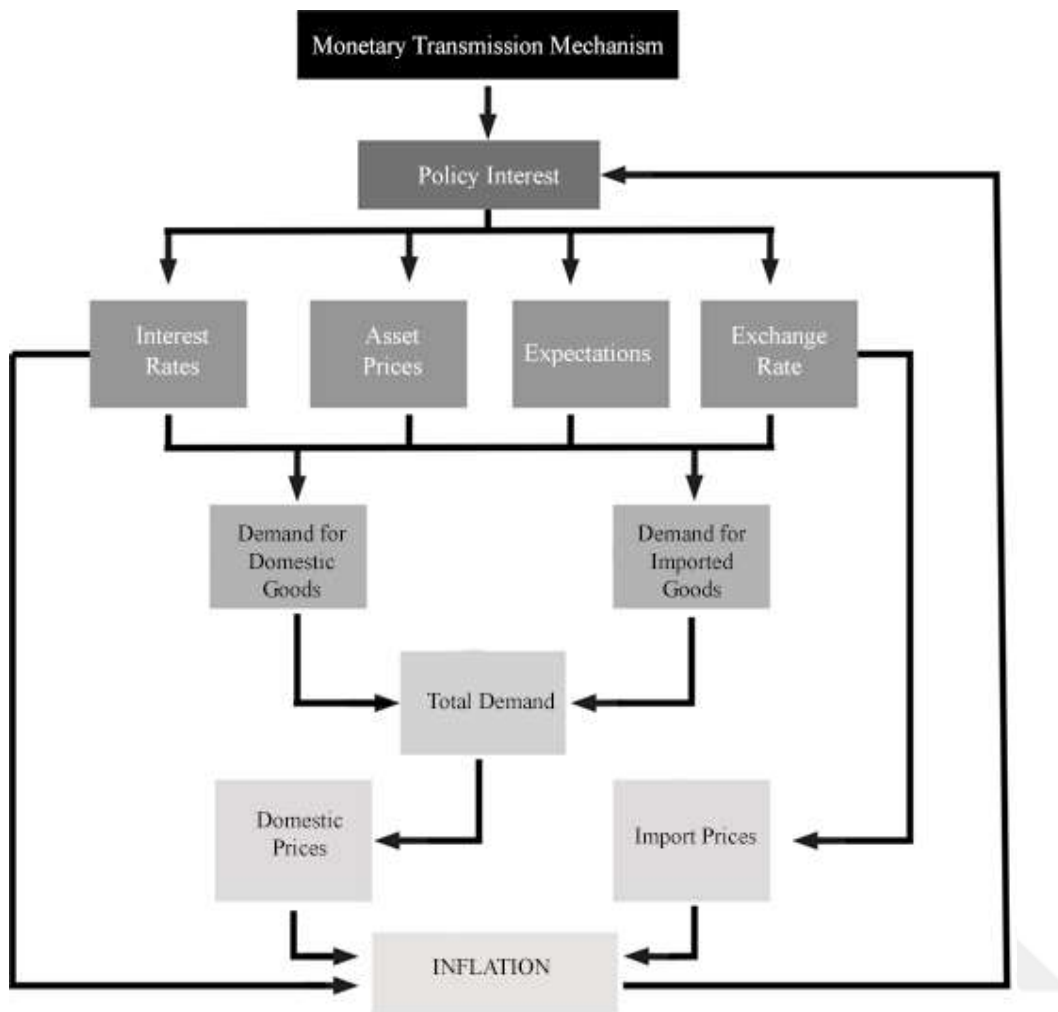 Monetary Transmission Mechanism
Policy Interest
Interest
Rates
Asset
Prices
Expectations
Exchange
Rate
Demand for
Domestic
Goods
Demand for
Imported
Goods
Total Demand
Domestic
Prices
Import Prices
INFLATION